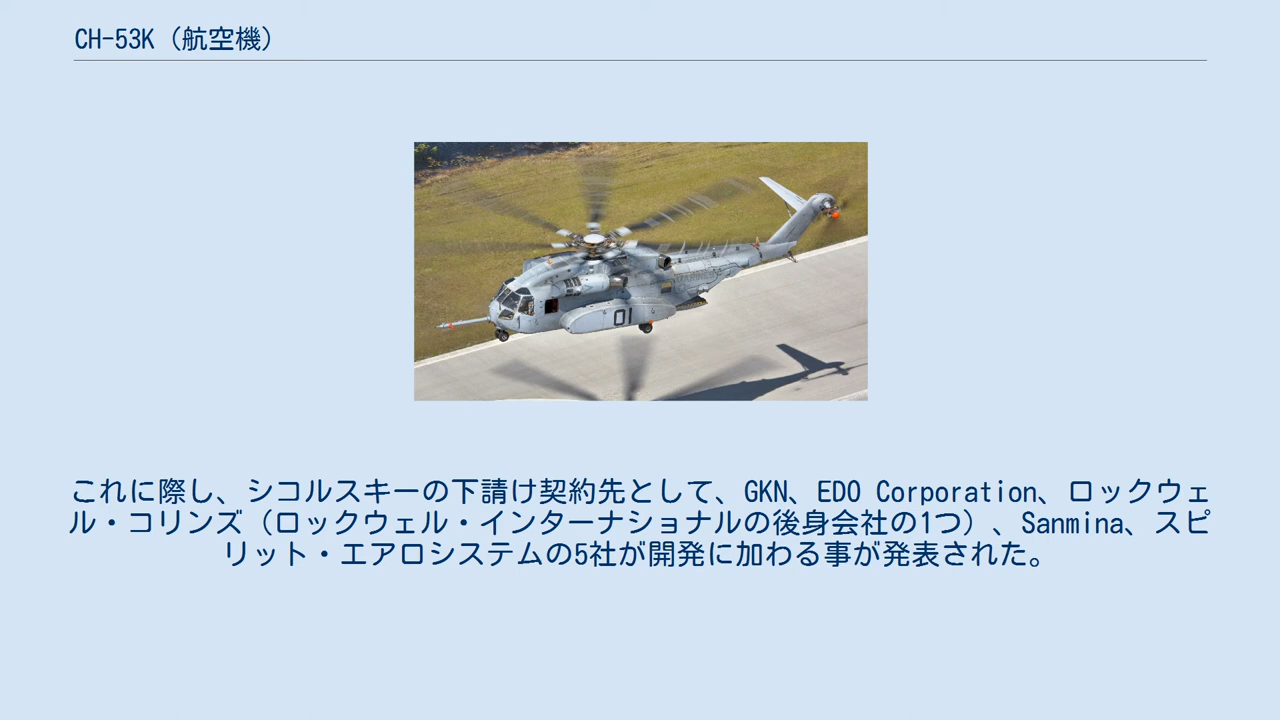 CH-53K（航空機）
01
これに際し、シコルスキーの下請け契約先として、GKN、EDO Corporation、ロックウェ
ル・コリンズ（ロックウェル・インターナショナルの後身会社の1つ）、Sanmina、スピ
リット・エアロシステムの5社が開発に加わる事が発表された。